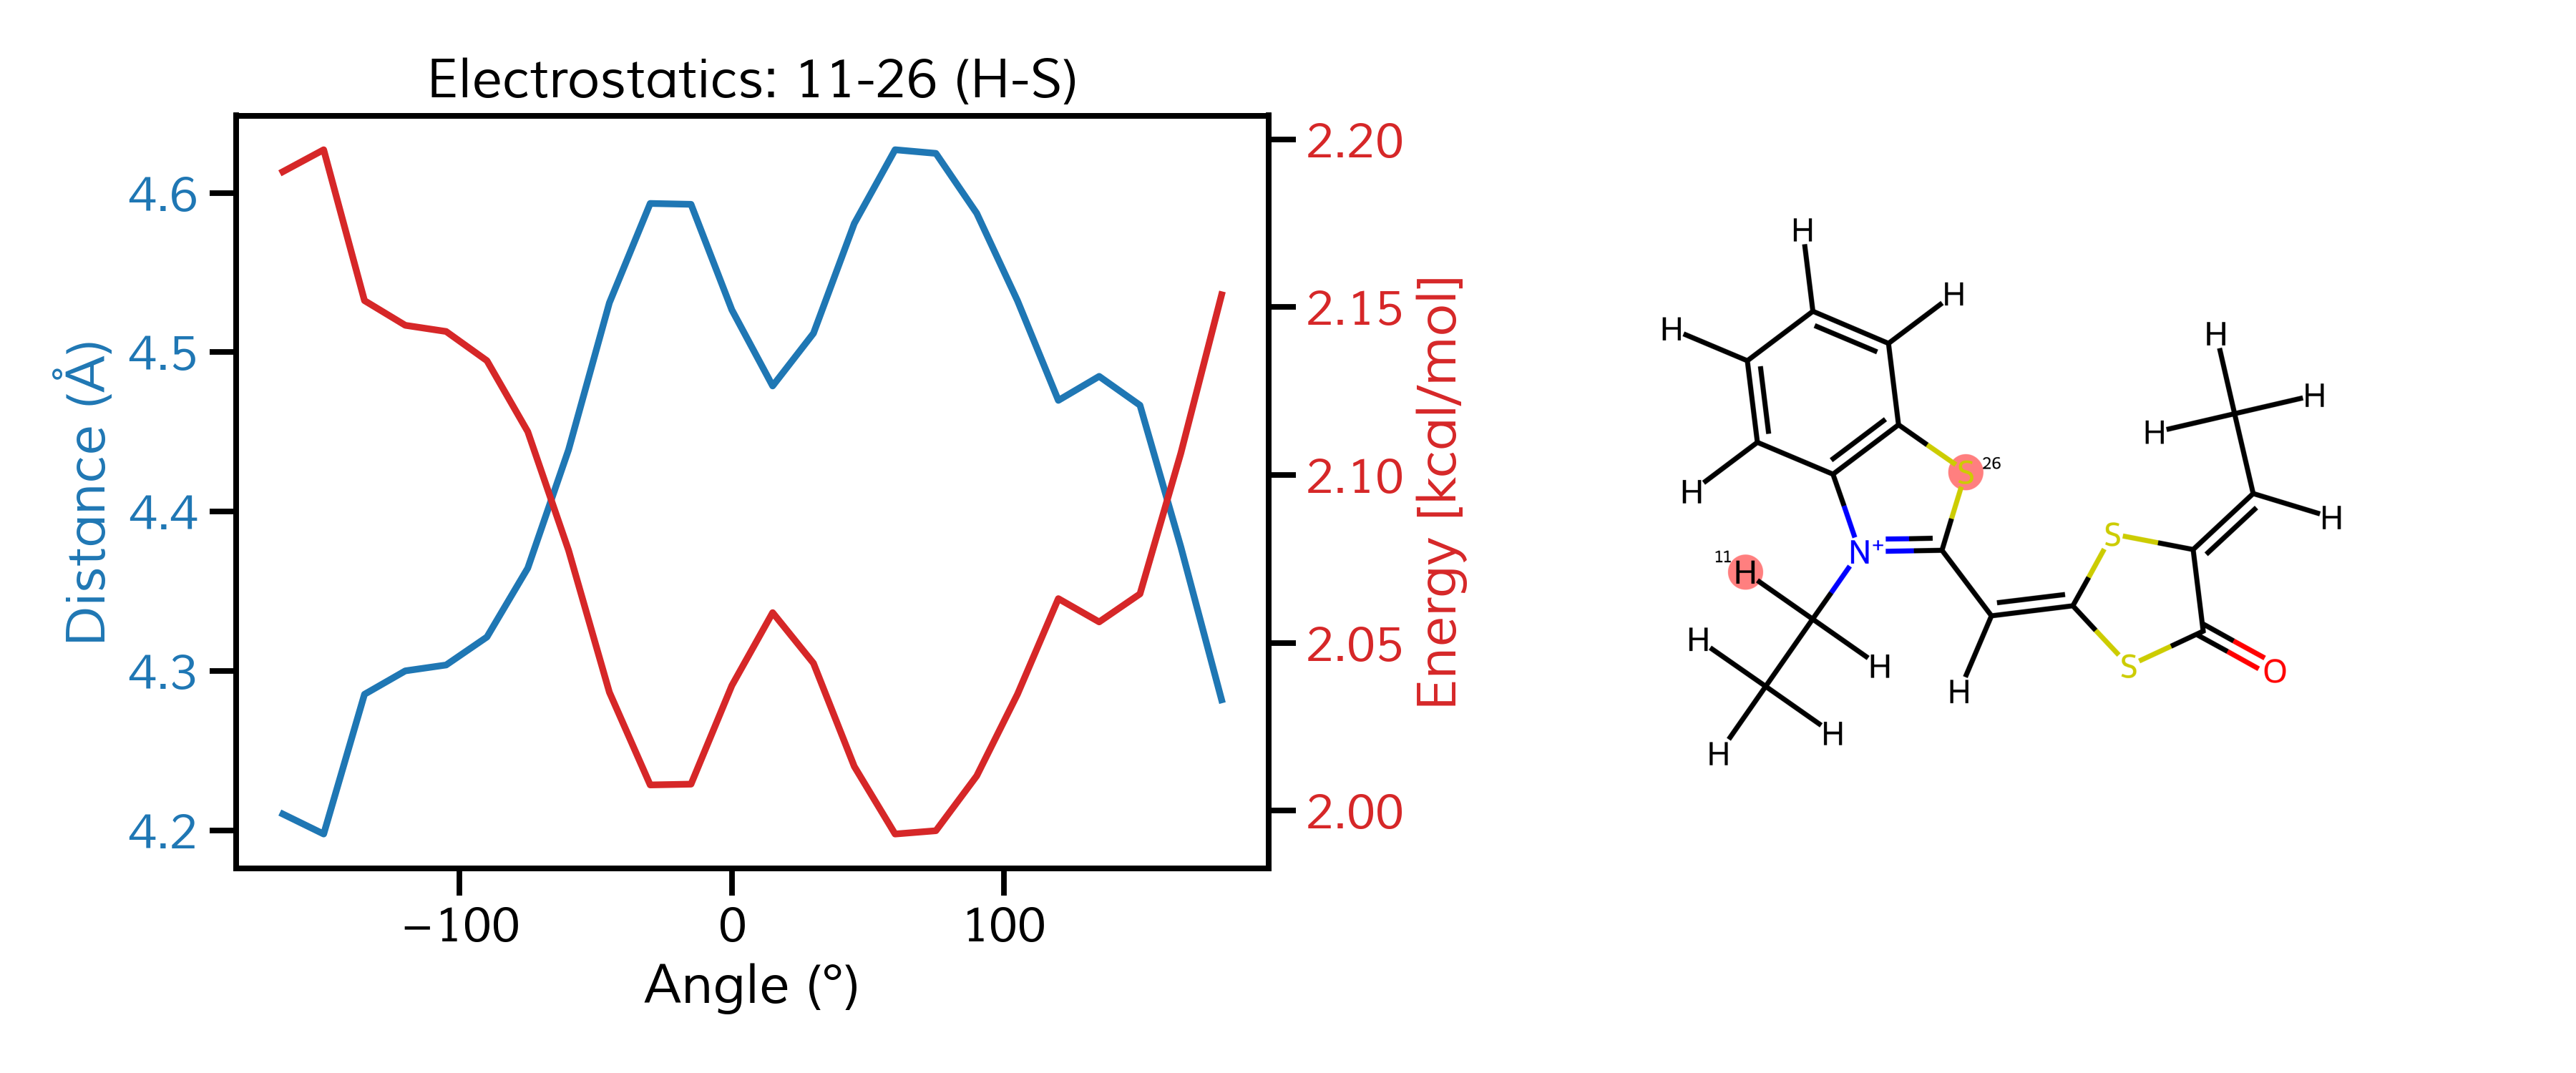 Electrostatics: 11-26 (H-S)
Distance (Å)
4.6
4.5
4.4
4.3
4.2
2.20
2.15
2.10
2.05
2.00
Energy [kcal/mol]
−100 0 100
Angle (°)
H
H
H
H
H
H
H
S 26
H
H
S
11 H
N+
H
H
S
O
H
H
H